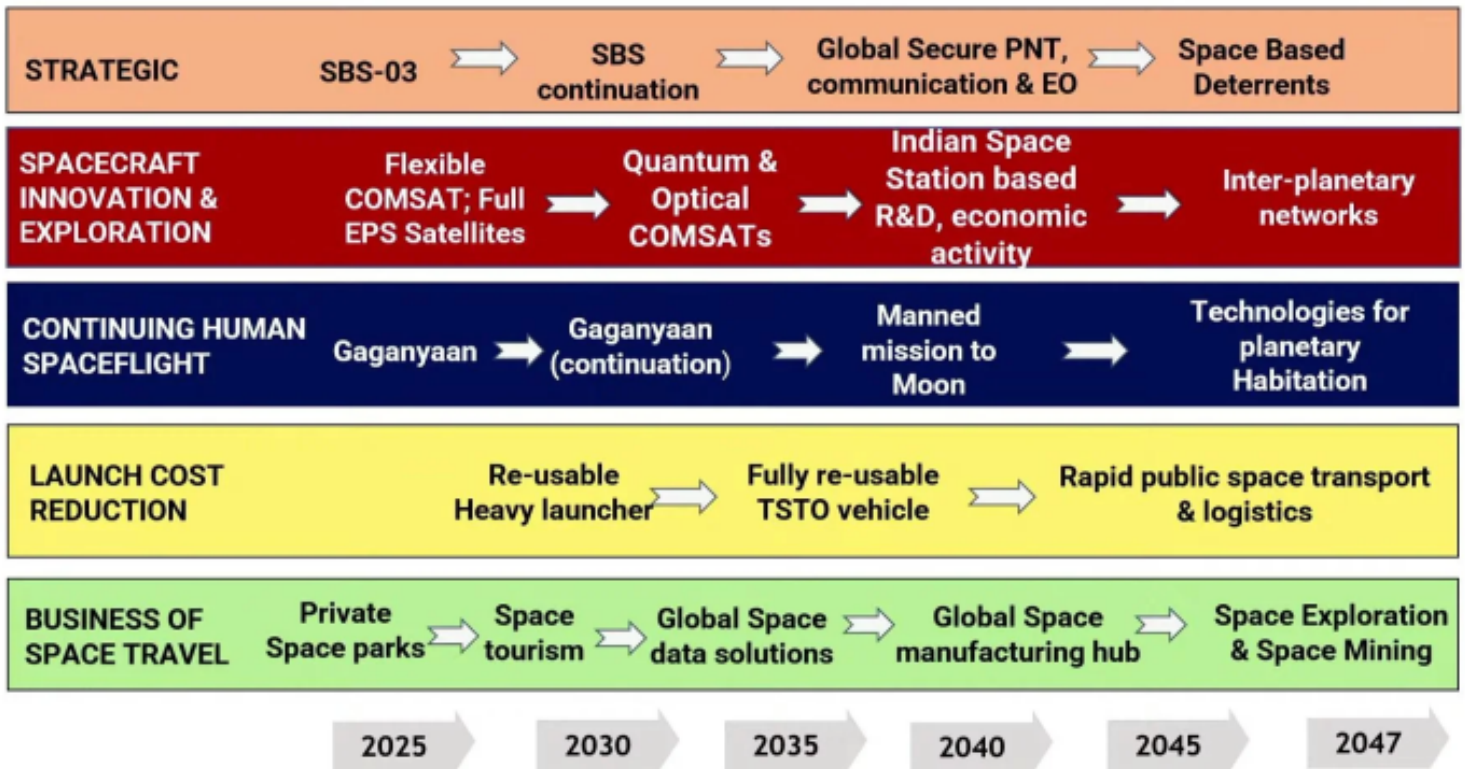 STRATEGIC
SBS-03
SBS
continuation
Global Secure PNT,
communication & EO
Space Based
Deterrents
SPACECRAFT
INNOVATION &
EXPLORATION
Flexible
COMSAT; Full
EPS Satellites
Quantum &
Optical
COMSATs
Indian Space
Station based
R&D, economic
activity
Inter-planetary
networks
CONTINUING HUMAN
SPACEFLIGHT
Gaganyaan
Gaganyaan
(continuation)
Manned
mission to
Moon
Technologies for
planetary
Habitation
LAUNCH COST
REDUCTION
Re-usable
Heavy launcher
Fully re-usable
TSTO vehicle
Rapid public space transport
& logistics
BUSINESS OF
SPACE TRAVEL
Private
Space parks
Space
tourism
Global Space
data solutions
Global Space
manufacturing hub
Space Exploration
& Space Mining
2025
2030
2035
2040
2045
2047